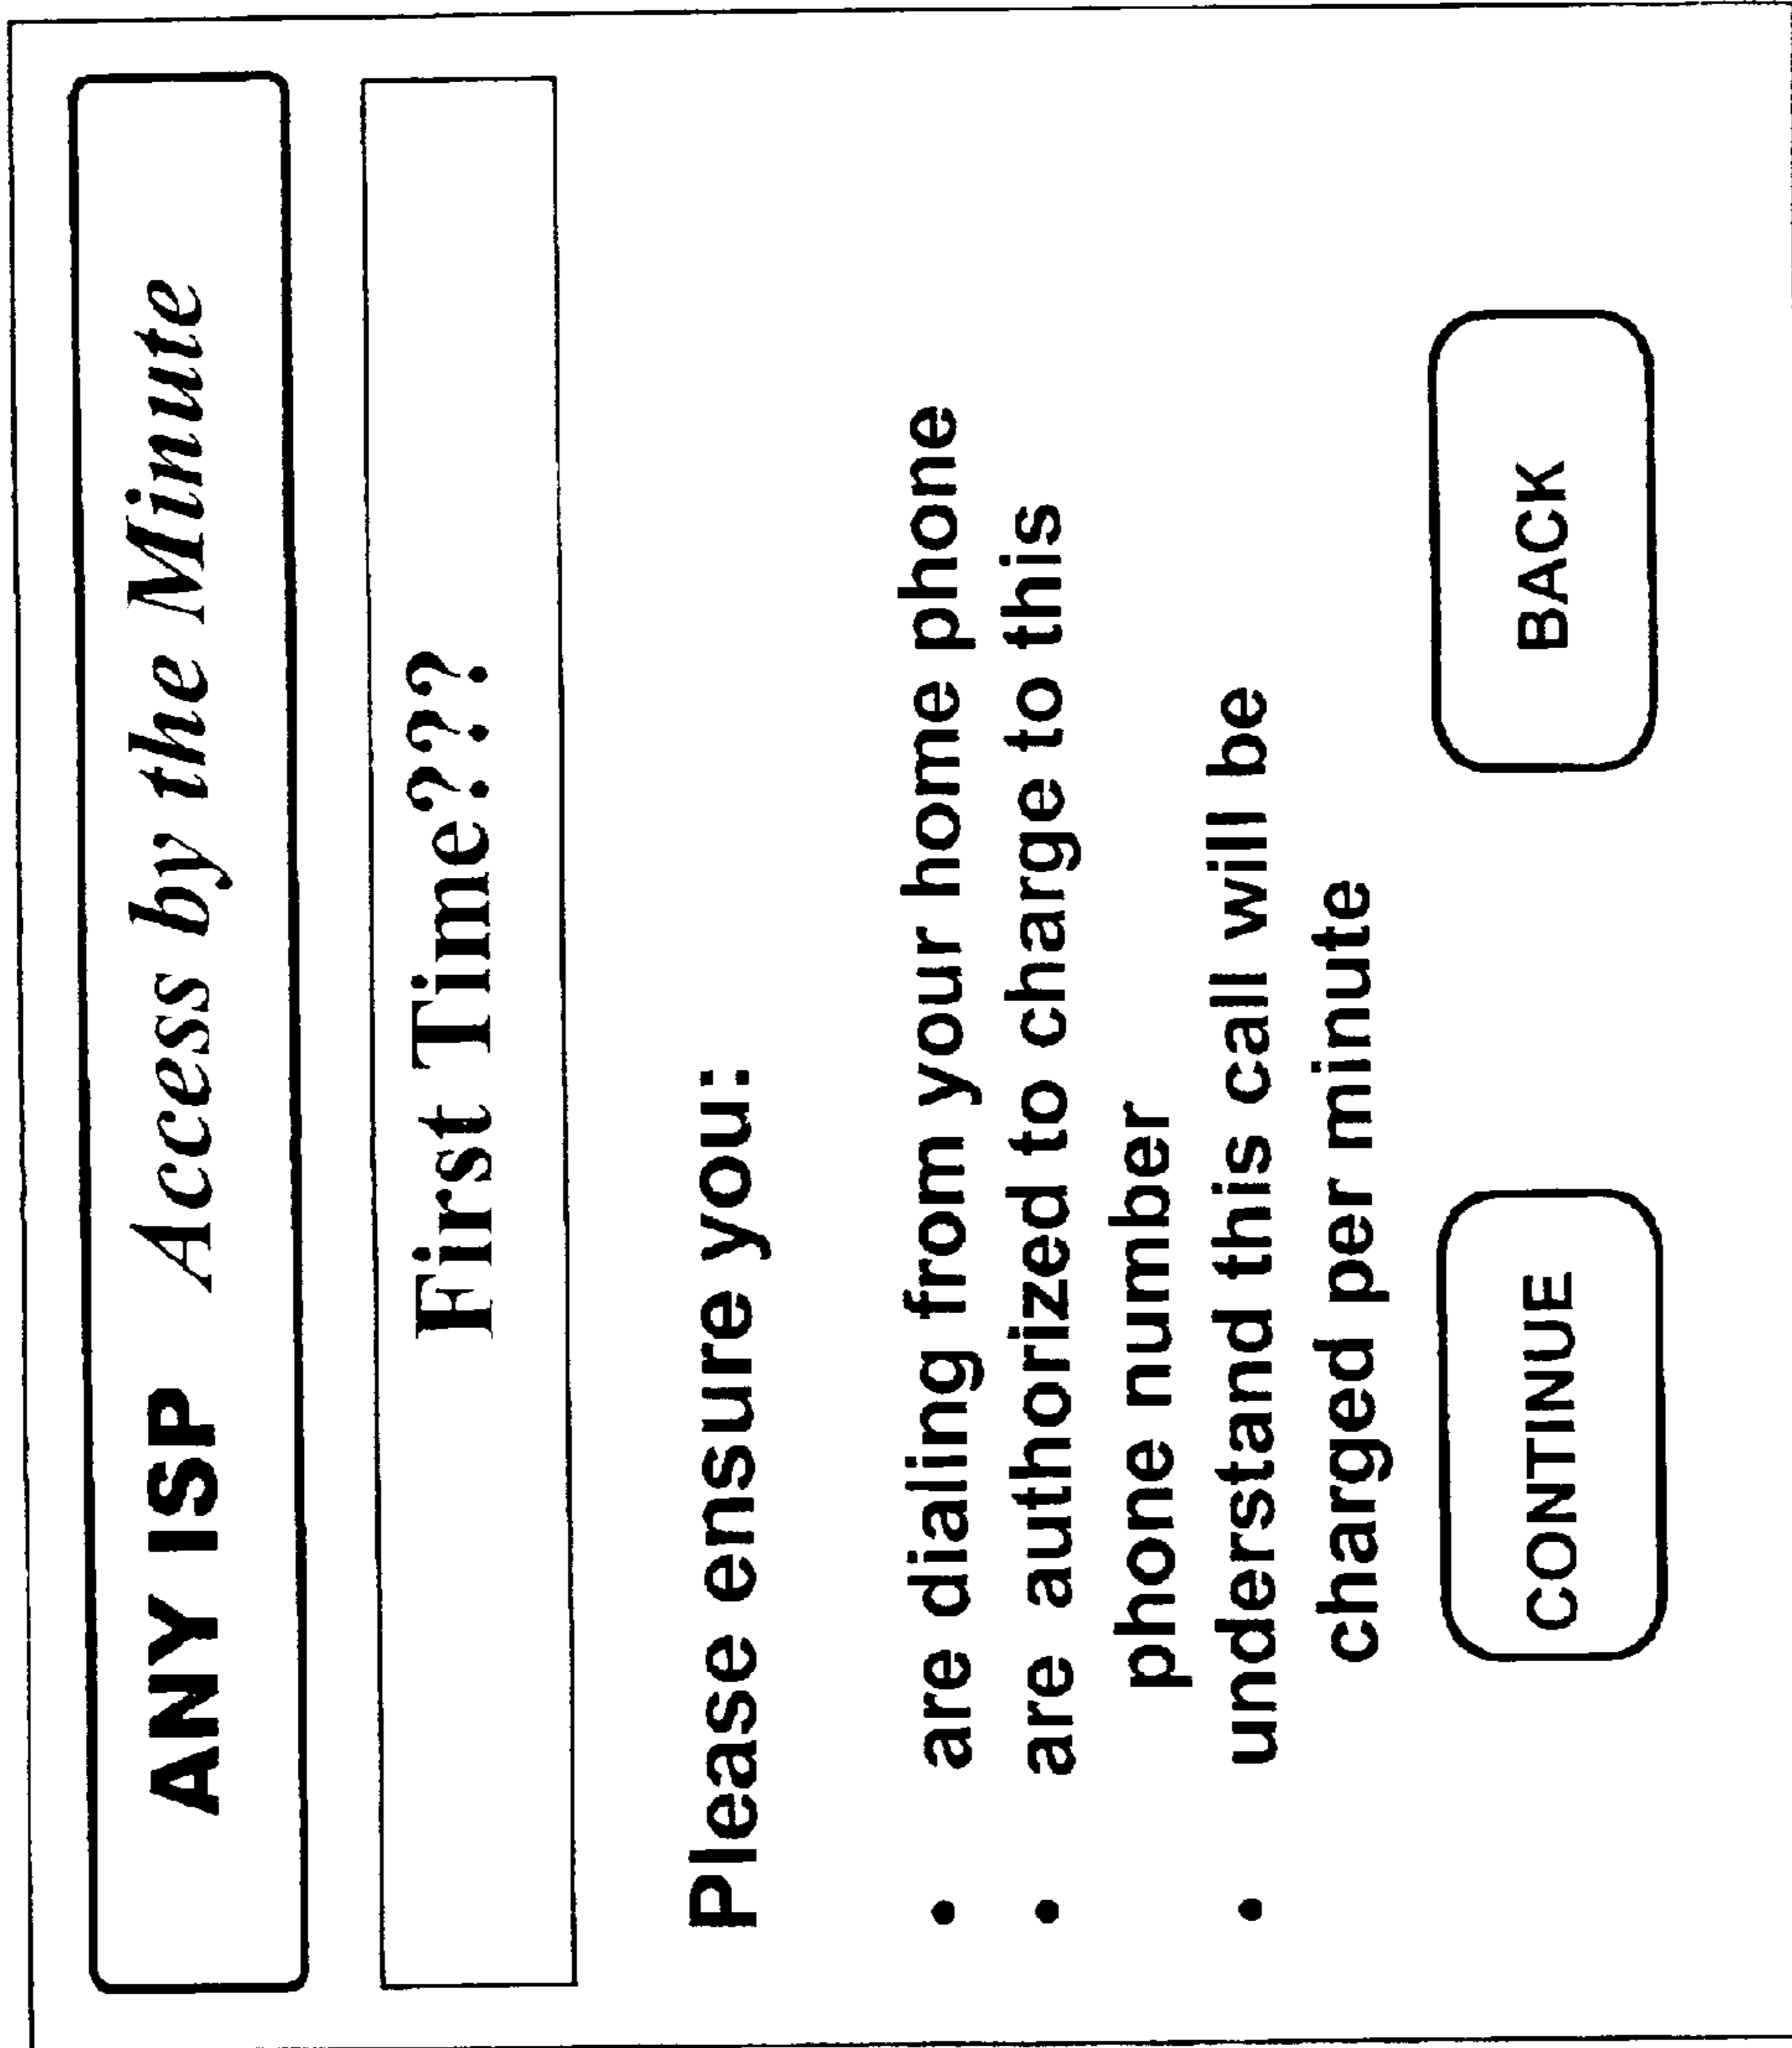 ANY ISP Access by the Minute
First Time????
Please ensure you:
• are dialing from your home phone
• are authorized to charge to this
phone number
• understand this call will be
charged per minute
CONTINUE BACK